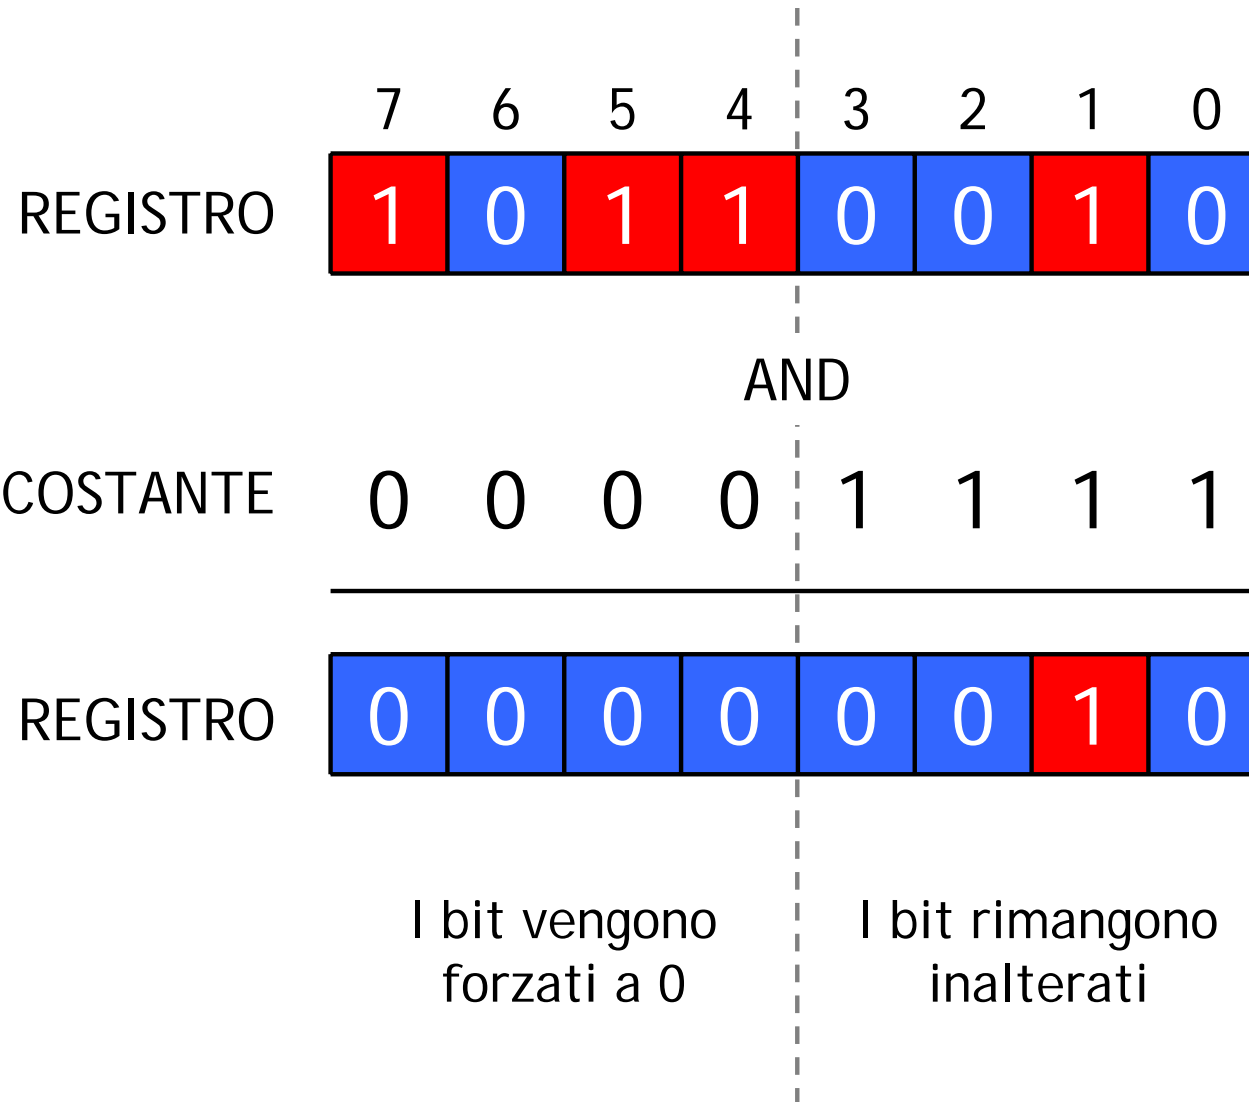 7 6 5 4 3 2 1 0
REGISTRO 1 0 1 1 0 0 1 0
AND
COSTANTE 0 0 0 0 1 1 1 1
REGISTRO 0 0 0 0 0 0 1 0
I bit vengono
forzati a 0
I bit rimangono
inalterati